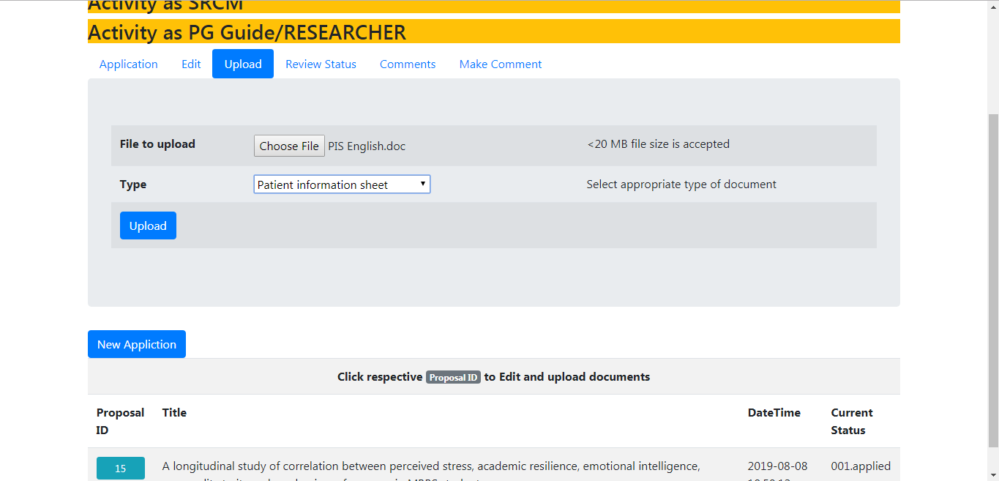 Activity as SRCM
Activity as PG Guide/RESEARCHER
Application Edit Upload Review Status Comments Make Comment
File to upload Choose File PIS English.doc <20 MB file size is accepted
Type Patient information sheet Select appropriate type of document
Upload
New Appliction
Click respective Proposal ID to Edit and upload documents
Proposal ID Title DateTime Current Status
15 A longitudinal study of correlation between perceived stress, academic resilience, emotional intelligence, 2019-08-08 001.applied